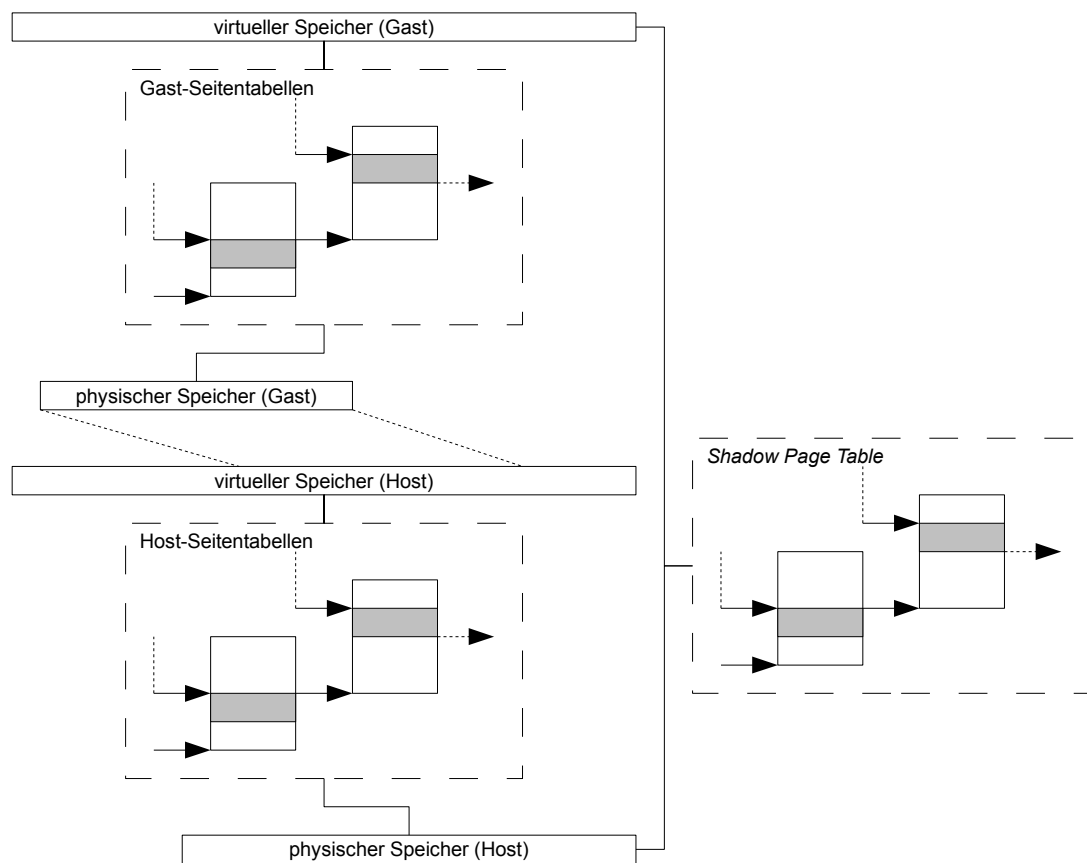 virtueller Speicher (Gast)
Gast-Seitentabellen
physischer Speicher (Gast)
Shadow Page Table
virtueller Speicher (Host)
Host-Seitentabellen
physischer Speicher (Host)